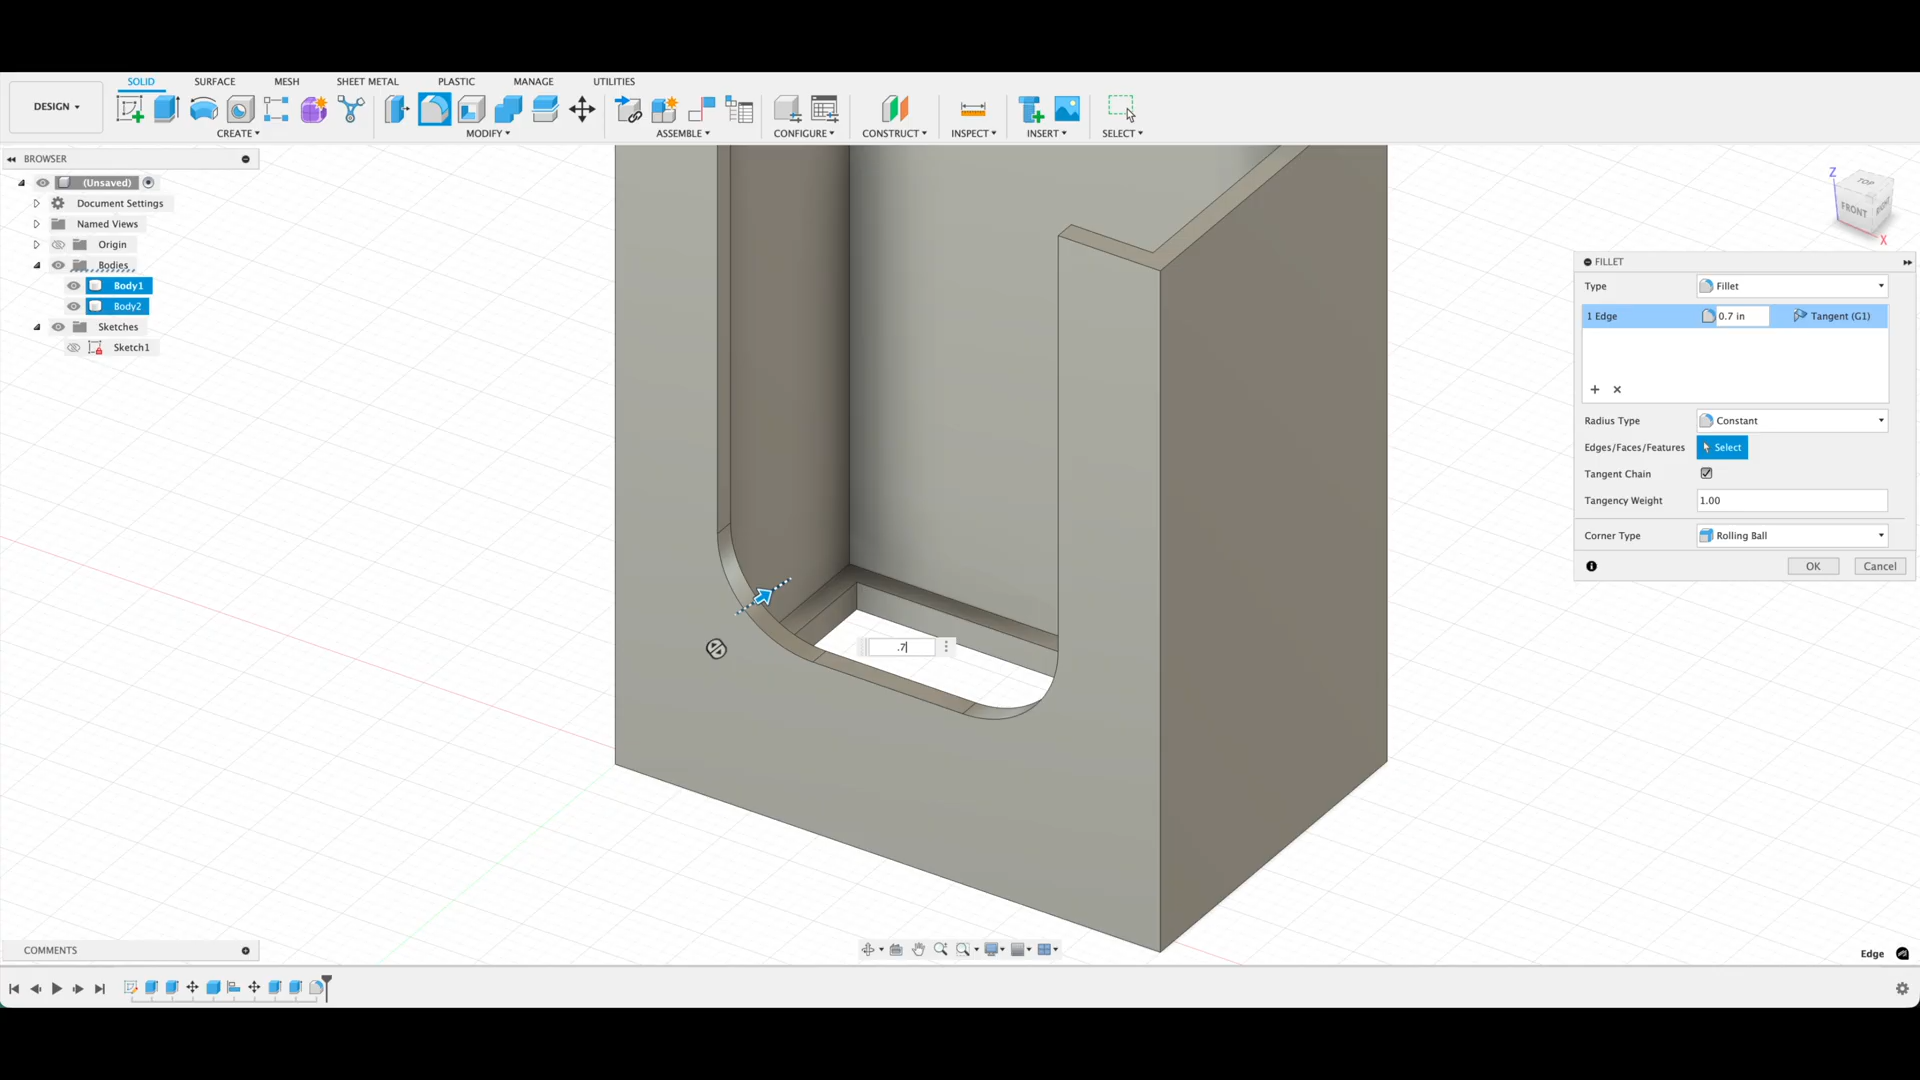 DESIGN
SOLID SURFACE MESH SHEET METAL PLASTIC MANAGE UTILITIES
CREATE MODIFY ASSEMBLE CONFIGURE CONSTRUCT INSPECT INSERT SELECT
BROWSER
(Unsaved)
Document Settings
Named Views
Origin
Bodies
Body1
Body2
Sketches
Sketch1
Z
TOP
FRONT RIGHT
X
FILLET
Type Fillet
1 Edge 0.7 in Tangent (G1)
Radius Type Constant
Edges/Faces/Features Select
Tangent Chain
Tangency Weight 1.00
Corner Type Rolling Ball
OK Cancel
.7
COMMENTS
Edge